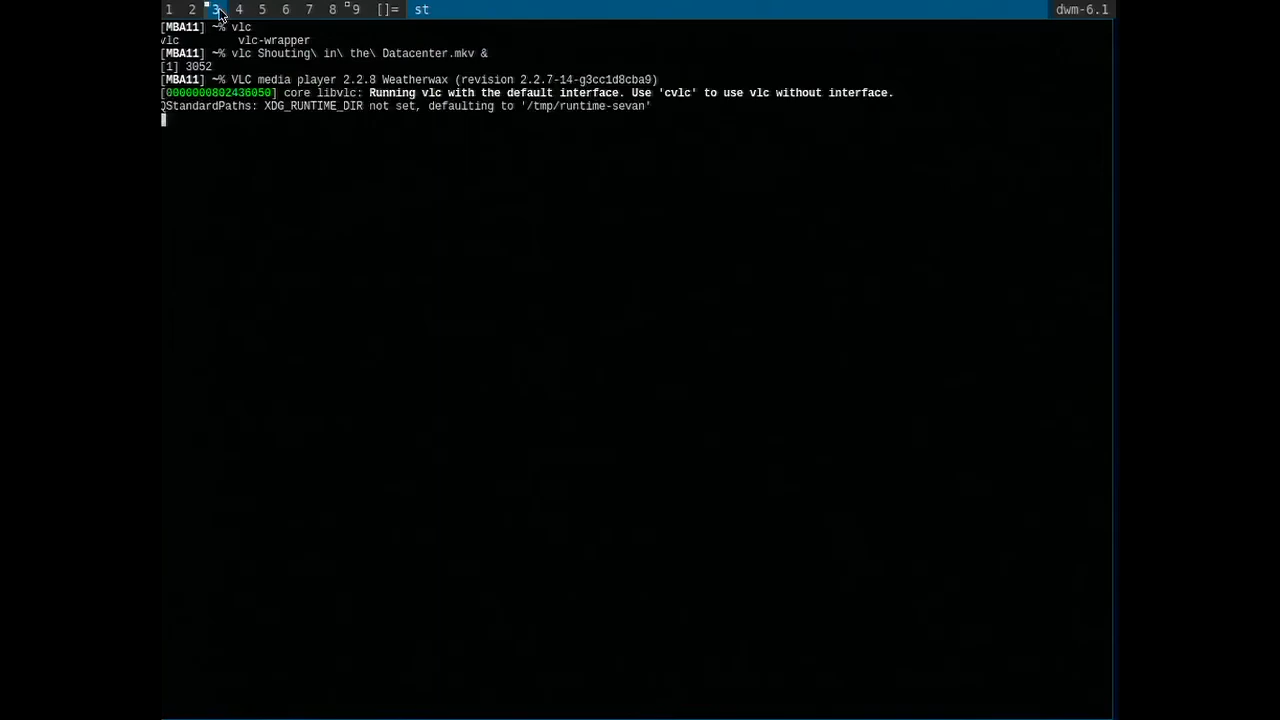 1 2 3 4 5 6 7 8 9 []= st dwm-6.1
[MBA11] ~% vlc
vlc vlc-wrapper
[MBA11] ~% vlc Shouting\ in\ the\ Datacenter.mkv &
[1] 3052
[MBA11] ~% VLC media player 2.2.8 Weatherwax (revision 2.2.7-14-g3cc1d8cba9)
[0000000802436050] core libvlc: Running vlc with the default interface. Use 'cvlc' to use vlc without interface.
QStandardPaths: XDG_RUNTIME_DIR not set, defaulting to '/tmp/runtime-sevan'